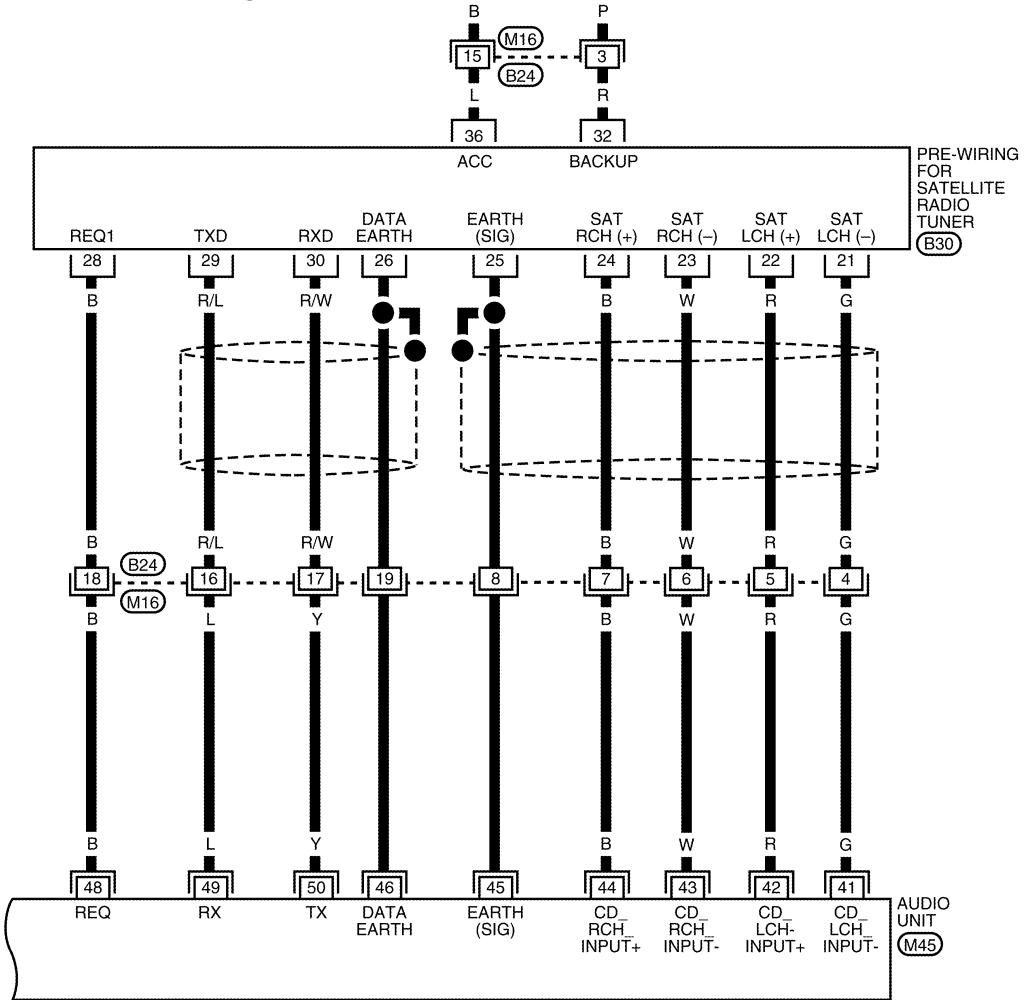 B P
M16
15 3
B24
L R
36 32
ACC BACKUP
PRE-WIRING
FOR
SATELLITE
RADIO
TUNER
B30
DATA EARTH SAT SAT SAT SAT
REQ1 TXD RXD EARTH (SIG) RCH (+) RCH (–) LCH (+) LCH (–)
28 29 30 26 25 24 23 22 21
B R/L R/W B W R G
B R/L R/W B W R G
B24
18 16 17 19 8 7 6 5 4
M16
B L Y B W R G
B L Y B W R G
48 49 50 46 45 44 43 42 41
AUDIO
UNIT
M45
REQ RX TX DATA EARTH CD_ CD_ CD_ CD_
EARTH (SIG) RCH_ RCH_ LCH- LCH_
INPUT+ INPUT- INPUT+ INPUT-